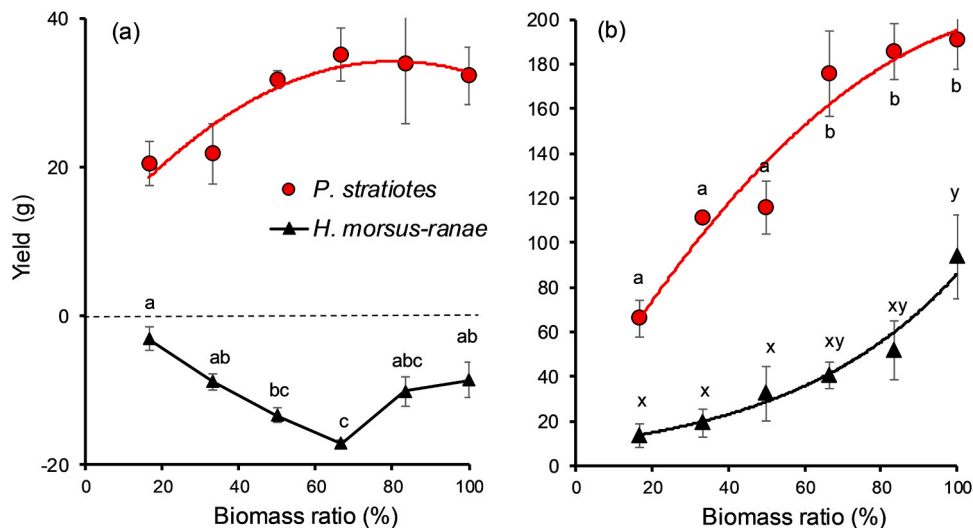 (a)
Yield (g)
40
20
0
-20
P. stratiotes
H. morsus-ranae
a
ab
bc
c
abc
ab
0
20
40
60
80
100
Biomass ratio (%)
(b)
200
180
160
140
120
100
80
60
40
20
0
a
a
a
b
b
b
x
x
x
xy
xy
y
0
20
40
60
80
100
Biomass ratio (%)